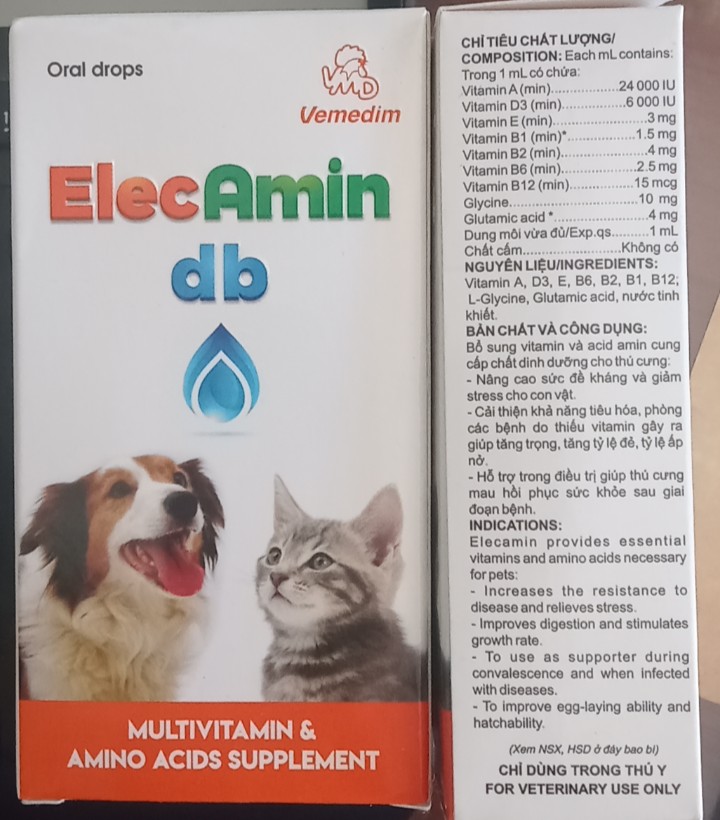 Oral drops
VMD
Vemedim
ElecAmin
db
MULTIVITAMIN &
AMINO ACIDS SUPPLEMENT
CHỈ TIÊU CHẤT LƯỢNG/
COMPOSITION: Each mL contains:
Trong 1 mL có chứa:
Vitamin A (min)..................24 000 IU
Vitamin D3 (min)................6 000 IU
Vitamin E (min)........................3 mg
Vitamin B1 (min)*.................1.5 mg
Vitamin B2 (min)......................4 mg
Vitamin B6 (min)...................2.5 mg
Vitamin B12 (min)................15 mcg
Glycine..................................10 mg
Glutamic acid *.........................4 mg
Dung môi vừa đủ/Exp.qs..........1 mL
Chất cấm..........................Không có
NGUYÊN LIỆU/INGREDIENTS:
Vitamin A, D3, E, B6, B2, B1, B12;
L-Glycine, Glutamic acid, nước tinh
khiết.
BẢN CHẤT VÀ CÔNG DỤNG:
Bổ sung vitamin và acid amin cung
cấp chất dinh dưỡng cho thú cưng:
- Nâng cao sức đề kháng và giảm
stress cho con vật.
- Cải thiện khả năng tiêu hóa, phòng
các bệnh do thiếu vitamin gây ra
giúp tăng trọng, tăng tỷ lệ đẻ, tỷ lệ ấp
nở.
- Hỗ trợ trong điều trị giúp thú cưng
mau hồi phục sức khỏe sau giai
đoạn bệnh.
INDICATIONS:
Elecamin provides essential
vitamins and amino acids necessary
for pets:
- Increases the resistance to
disease and relieves stress.
- Improves digestion and stimulates
growth rate.
- To use as supporter during
convalescence and when infected
with diseases.
- To improve egg-laying ability and
hatchability.
(Xem NSX, HSD ở đáy bao bì)
CHỈ DÙNG TRONG THÚ Y
FOR VETERINARY USE ONLY